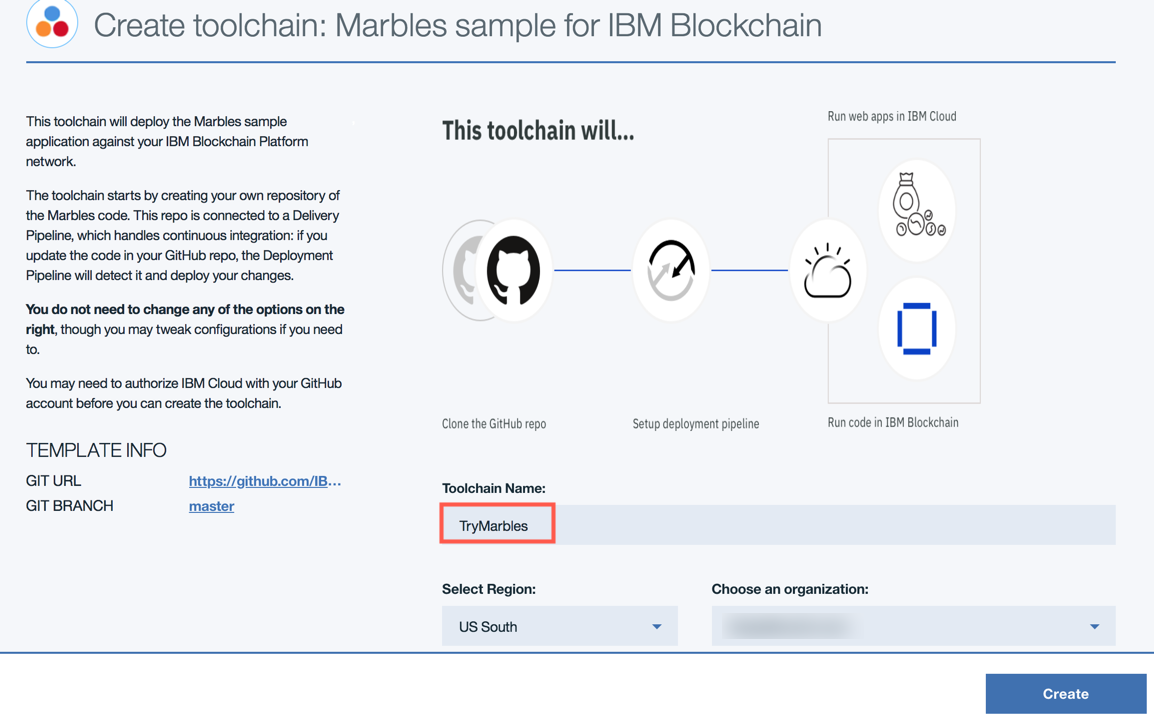 Create toolchain: Marbles sample for IBM Blockchain
This toolchain will deploy the Marbles sample
application against your IBM Blockchain Platform
network.
The toolchain starts by creating your own repository of
the Marbles code. This repo is connected to a Delivery
Pipeline, which handles continuous integration: if you
update the code in your GitHub repo, the Deployment
Pipeline will detect it and deploy your changes.
You do not need to change any of the options on the
right, though you may tweak configurations if you need
to.
You may need to authorize IBM Cloud with your GitHub
account before you can create the toolchain.
TEMPLATE INFO
GIT URL https://github.com/IB...
GIT BRANCH master
This toolchain will...
Run web apps in IBM Cloud
Clone the GitHub repo
Setup deployment pipeline
Run code in IBM Blockchain
Toolchain Name:
TryMarbles
Select Region:
US South
Choose an organization:
Create